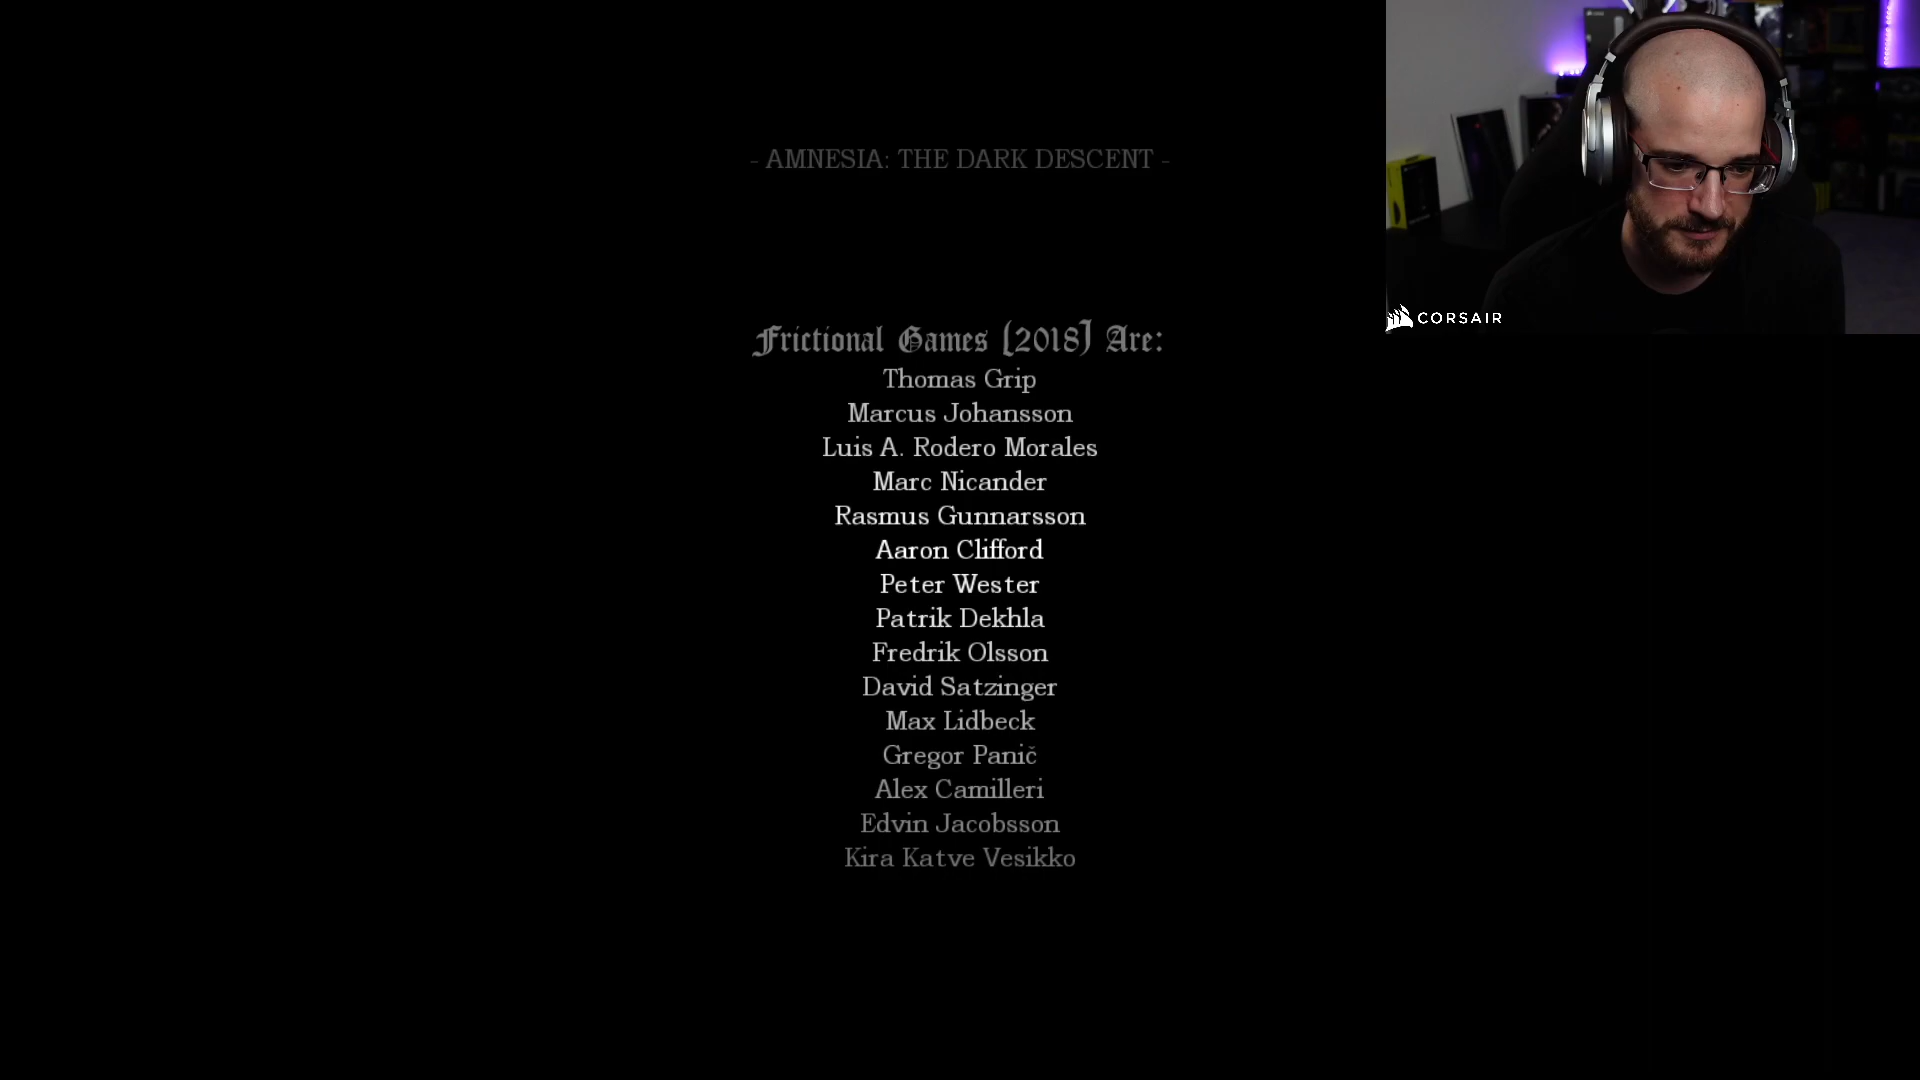 - AMNESIA: THE DARK DESCENT -
Frictional Games [2018] Are:
Thomas Grip
Marcus Johansson
Luis A. Rodero Morales
Marc Nicander
Rasmus Gunnarsson
Aaron Clifford
Peter Wester
Patrik Dekhla
Fredrik Olsson
David Satzinger
Max Lidbeck
Gregor Panič
Alex Camilleri
Edvin Jacobsson
Kira Katve Vesikko
CORSAIR